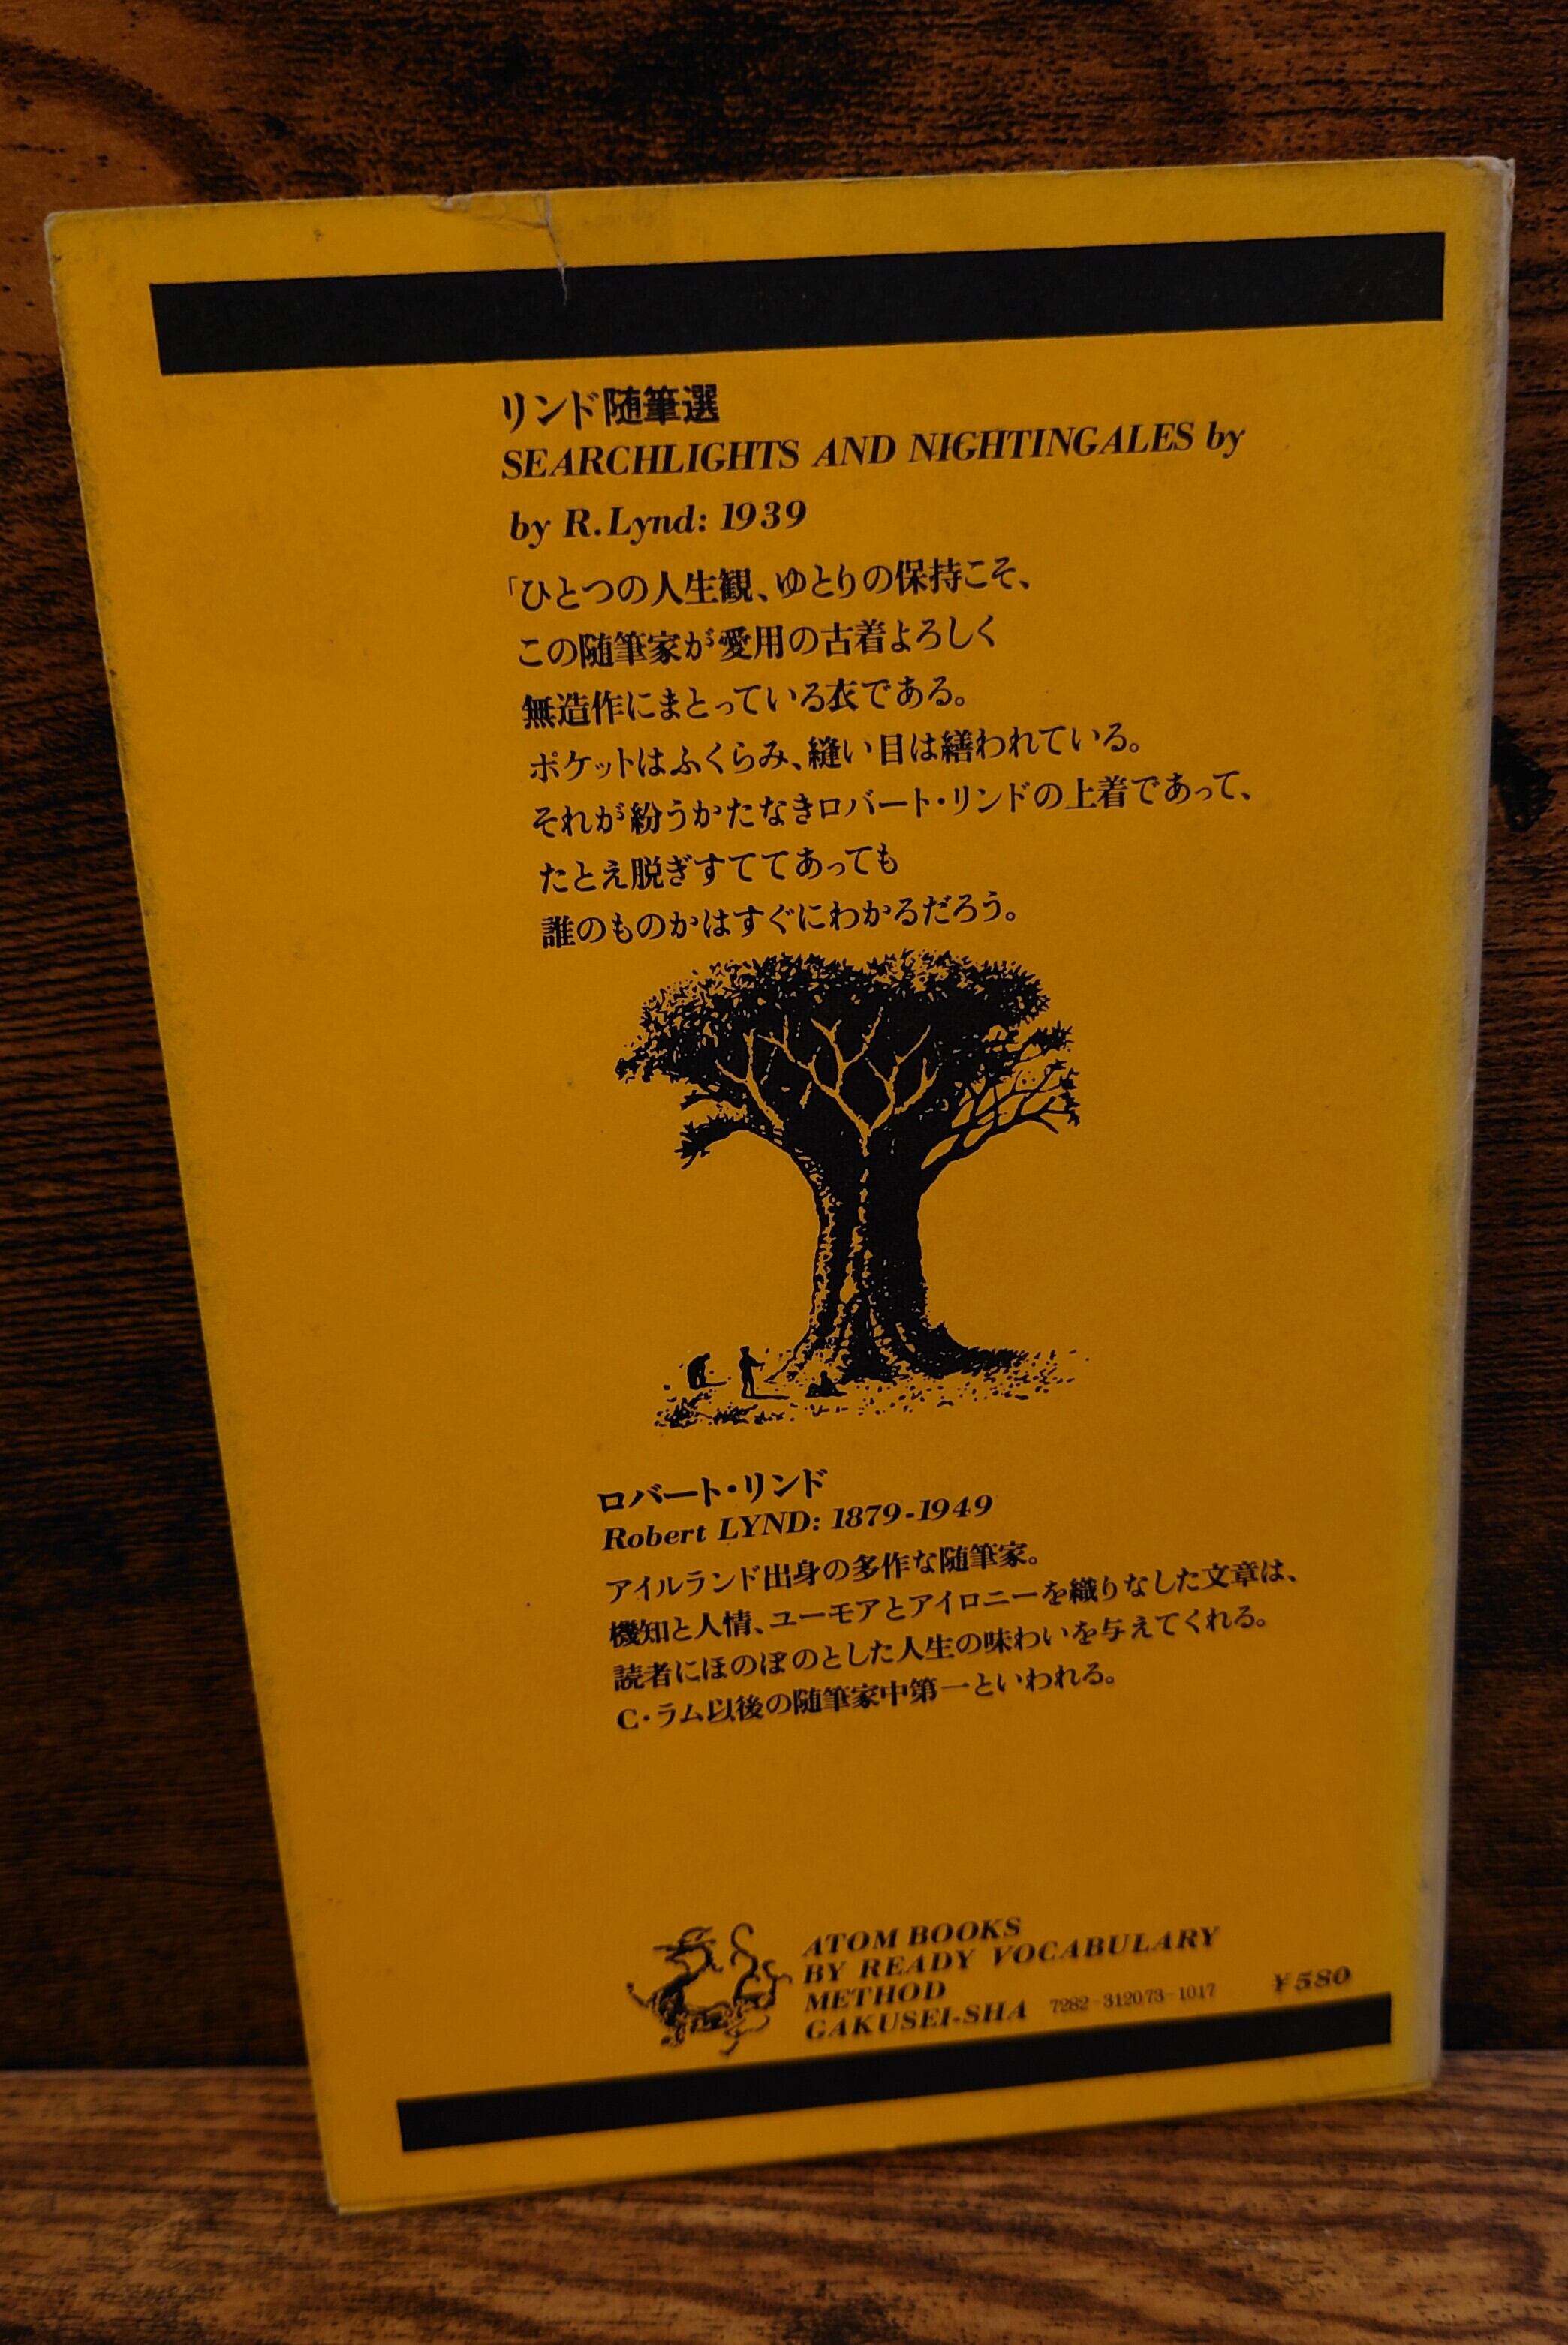 リンド随筆選
SEARCHLIGHTS AND NIGHTINGALES by
by R.Lynd: 1939
「ひとつの人生観、ゆとりの保持こそ、
この随筆家が愛用の古着よろしく
無造作にまとっている衣である。
ポケットはふくらみ、縫い目は繕われている。
それが紛うかたなきロバート・リンドの上着であって、
たとえ脱ぎすててあっても
誰のものかはすぐにわかるだろう。
ロバート・リンド
Robert LYND: 1879-1949
アイルランド出身の多作な随筆家。
機知と人情、ユーモアとアイロニーを織りなした文章は、
読者にほのぼのとした人生の味わいを与えてくれる。
C・ラム以後の随筆家中第一といわれる。
ATOM BOOKS
BY READY VOCABULARY
METHOD
GAKUSEI-SHA 7282-312073-1017 ¥580